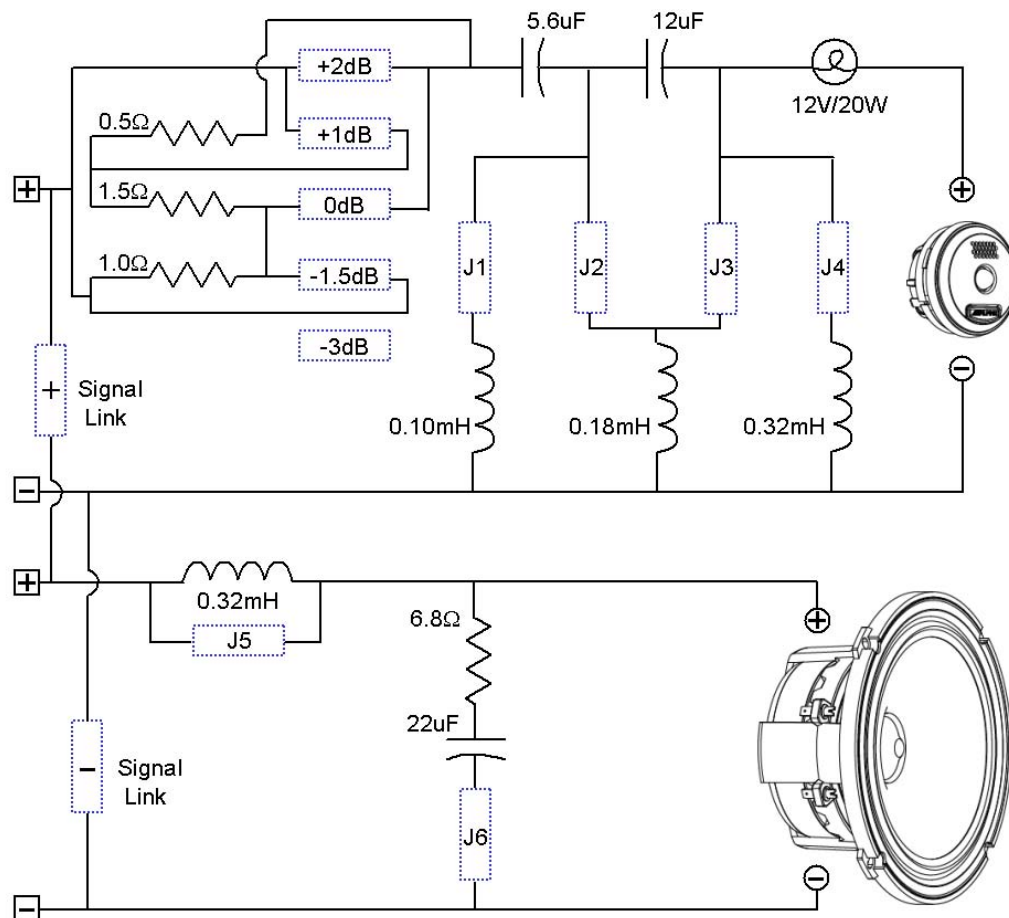 5.6uF
12uF
+2dB
12V/20W
0.5Ω
+1dB
+
1.5Ω
0dB
+
1.0Ω
-1.5dB
J1
J2
J3
J4
-3dB
+
Signal
Link
−
0.10mH
0.18mH
0.32mH
−
+
0.32mH
J5
6.8Ω
+
22uF
−
Signal
Link
J6
−
−